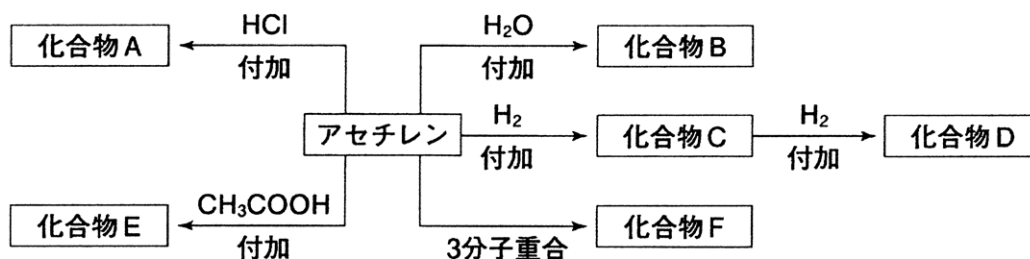 HCl
化合物A
付加
H₂O
化合物B
付加
アセチレン
H₂
付加
化合物C
H₂
付加
化合物D
CH₃COOH
化合物E
付加
3分子重合
化合物F